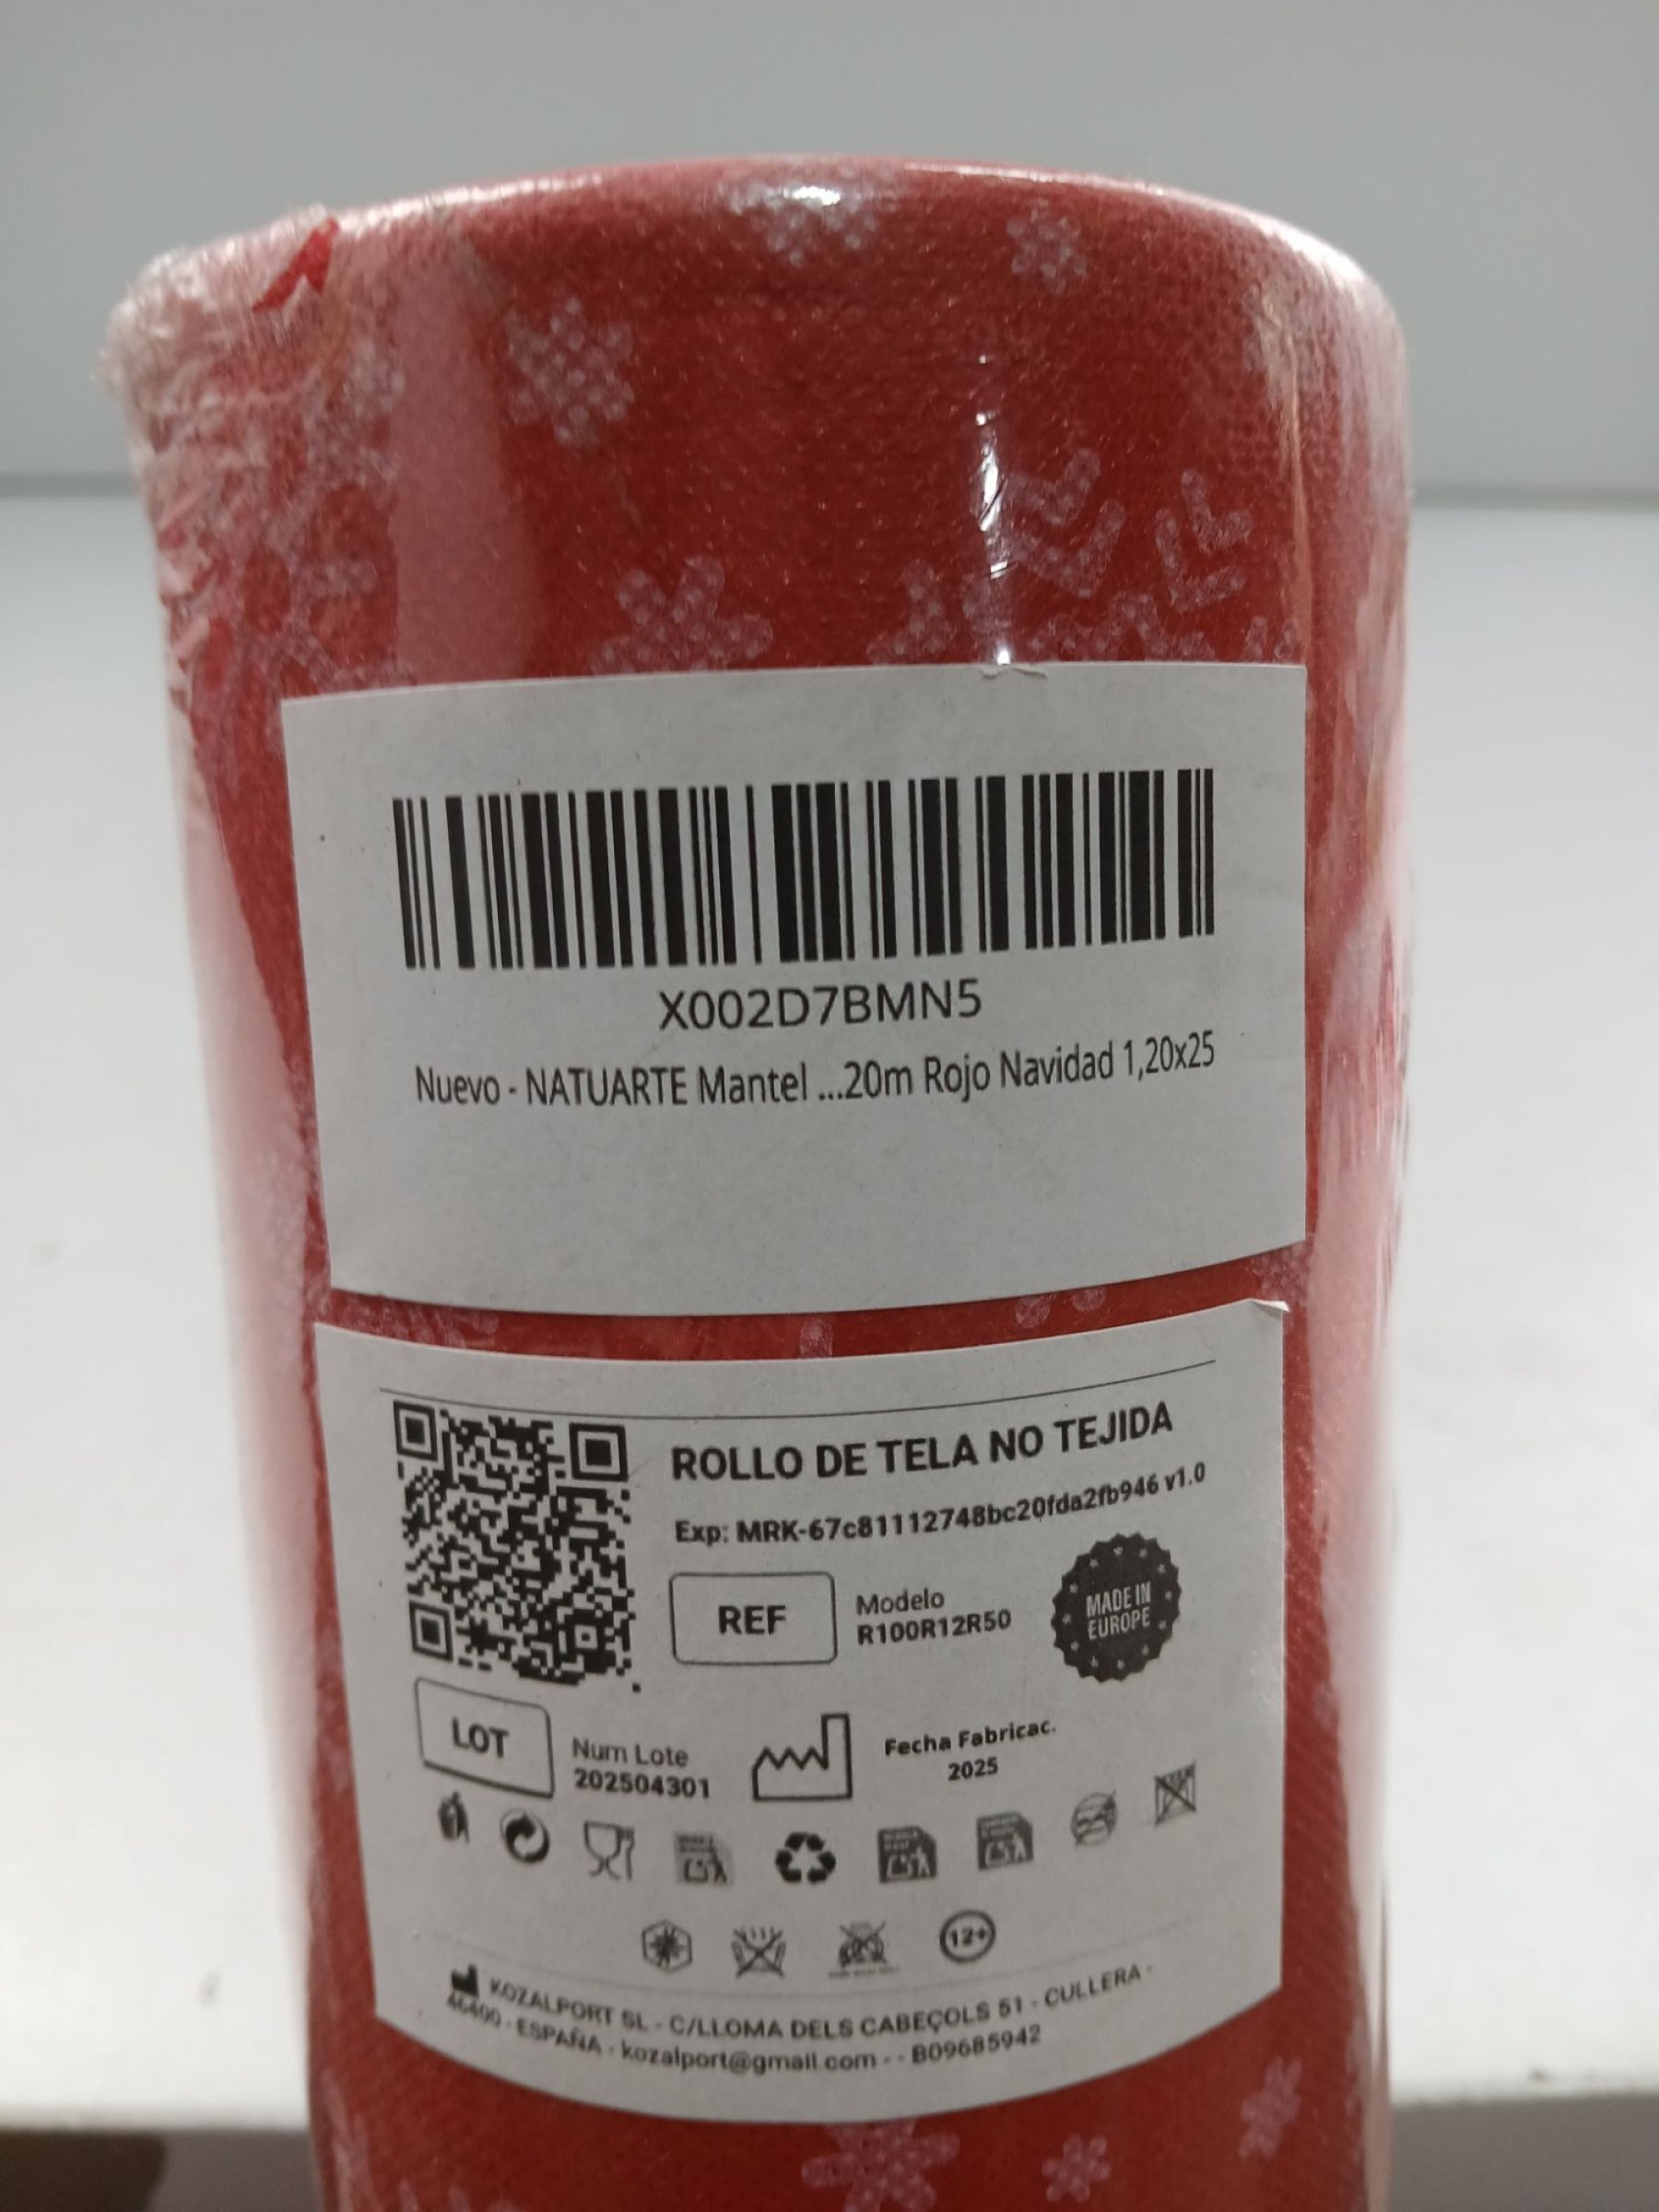 X002D7BMN5
Nuevo - NATUARTE Mantel ...20m Rojo Navidad 1,20x25
ROLLO DE TELA NO TEJIDA
Exp: MRK-67c81112748bc20fda2fb946 v1.0
REF
Modelo
R100R12R50
MADE IN
EUROPE
LOT
Num Lote
202504301
Fecha Fabricac.
2025
12+
KOZALPORT SL - C/LLOMA DELS CABEÇOLS 51 - CULLERA -
46400 - ESPAÑA - kozalport@gmail.com - - B09685942